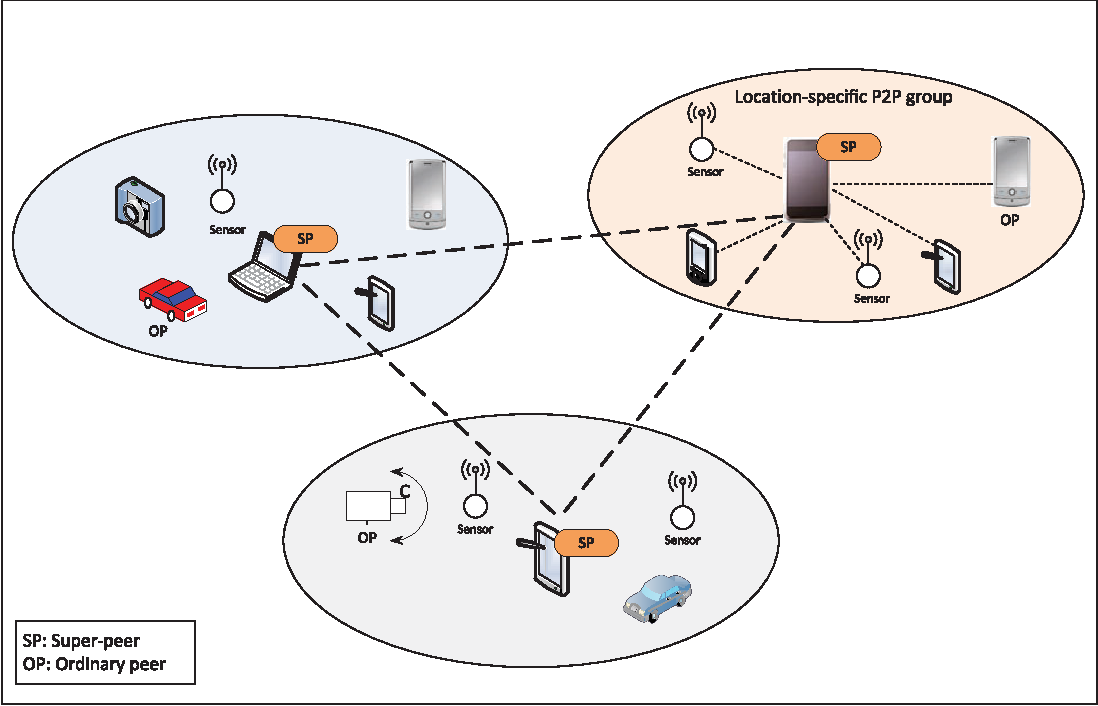 Location-specific P2P group
SP
Sensor
OP
Sensor
Sensor
SP
OP
C
OP
Sensor
SP
Sensor
SP: Super-peer
OP: Ordinary peer